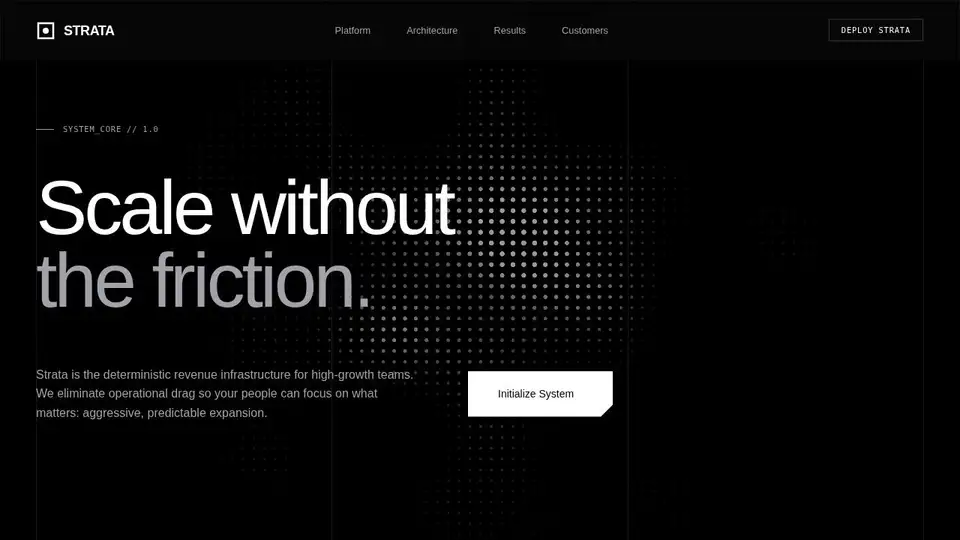 STRATA
Platform
Architecture
Results
Customers
DEPLOY STRATA
SYSTEM_CORE // 1.0
Scale without
the friction.
Strata is the deterministic revenue infrastructure for high-growth teams.
We eliminate operational drag so your people can focus on what
matters: aggressive, predictable expansion.
Initialize System